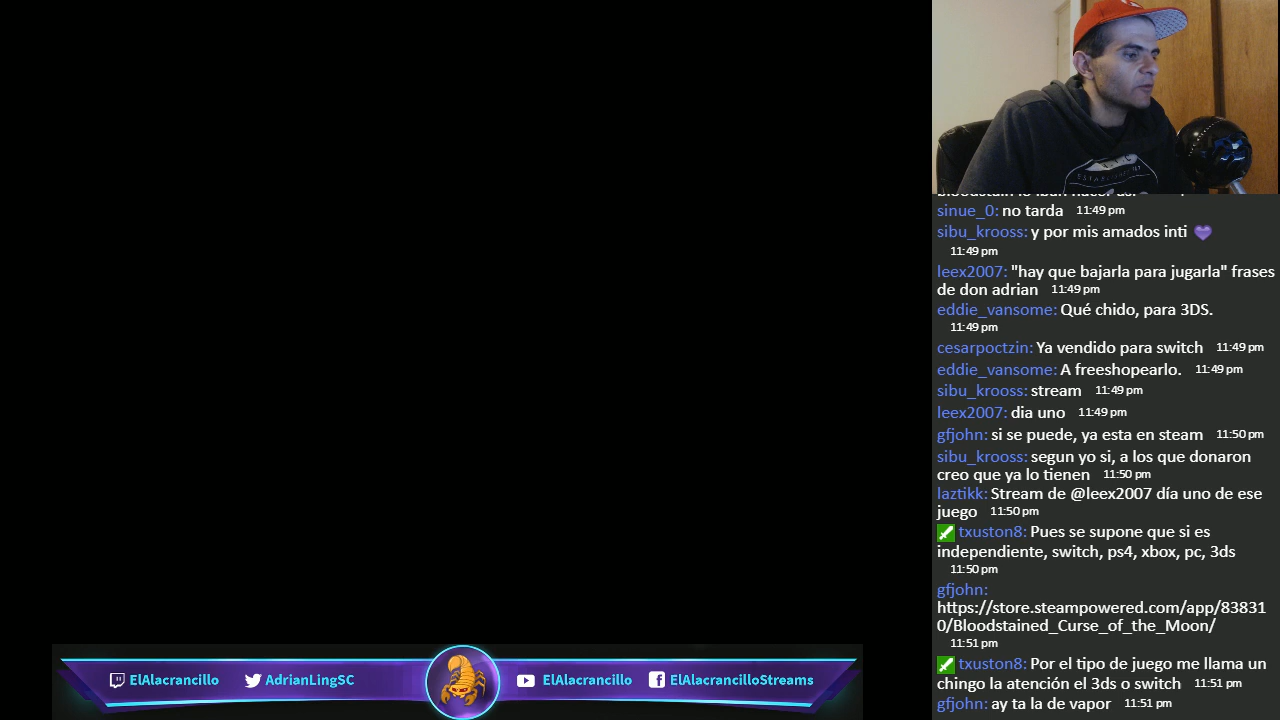 sinue_0: no tarda 11:49 pm
sibu_krooss: y por mis amados inti 💜
11:49 pm
leex2007: "hay que bajarla para jugarla" frases
de don adrian 11:49 pm
eddie_vansome: Qué chido, para 3DS.
11:49 pm
cesarpoctzin: Ya vendido para switch 11:49 pm
eddie_vansome: A freeshopearlo. 11:49 pm
sibu_krooss: stream 11:49 pm
leex2007: dia uno 11:49 pm
gfjohn: si se puede, ya esta en steam 11:50 pm
sibu_krooss: segun yo si, a los que donaron
creo que ya lo tienen 11:50 pm
laztikk: Stream de @leex2007 día uno de ese
juego 11:50 pm
txuston8: Pues se supone que si es
independiente, switch, ps4, xbox, pc, 3ds
11:50 pm
gfjohn:
https://store.steampowered.com/app/83831
0/Bloodstained_Curse_of_the_Moon/
11:51 pm
txuston8: Por el tipo de juego me llama un
chingo la atención el 3ds o switch 11:51 pm
gfjohn: ay ta la de vapor 11:51 pm
ElAlacrancillo AdrianLingSC ElAlacrancillo ElAlacrancilloStreams